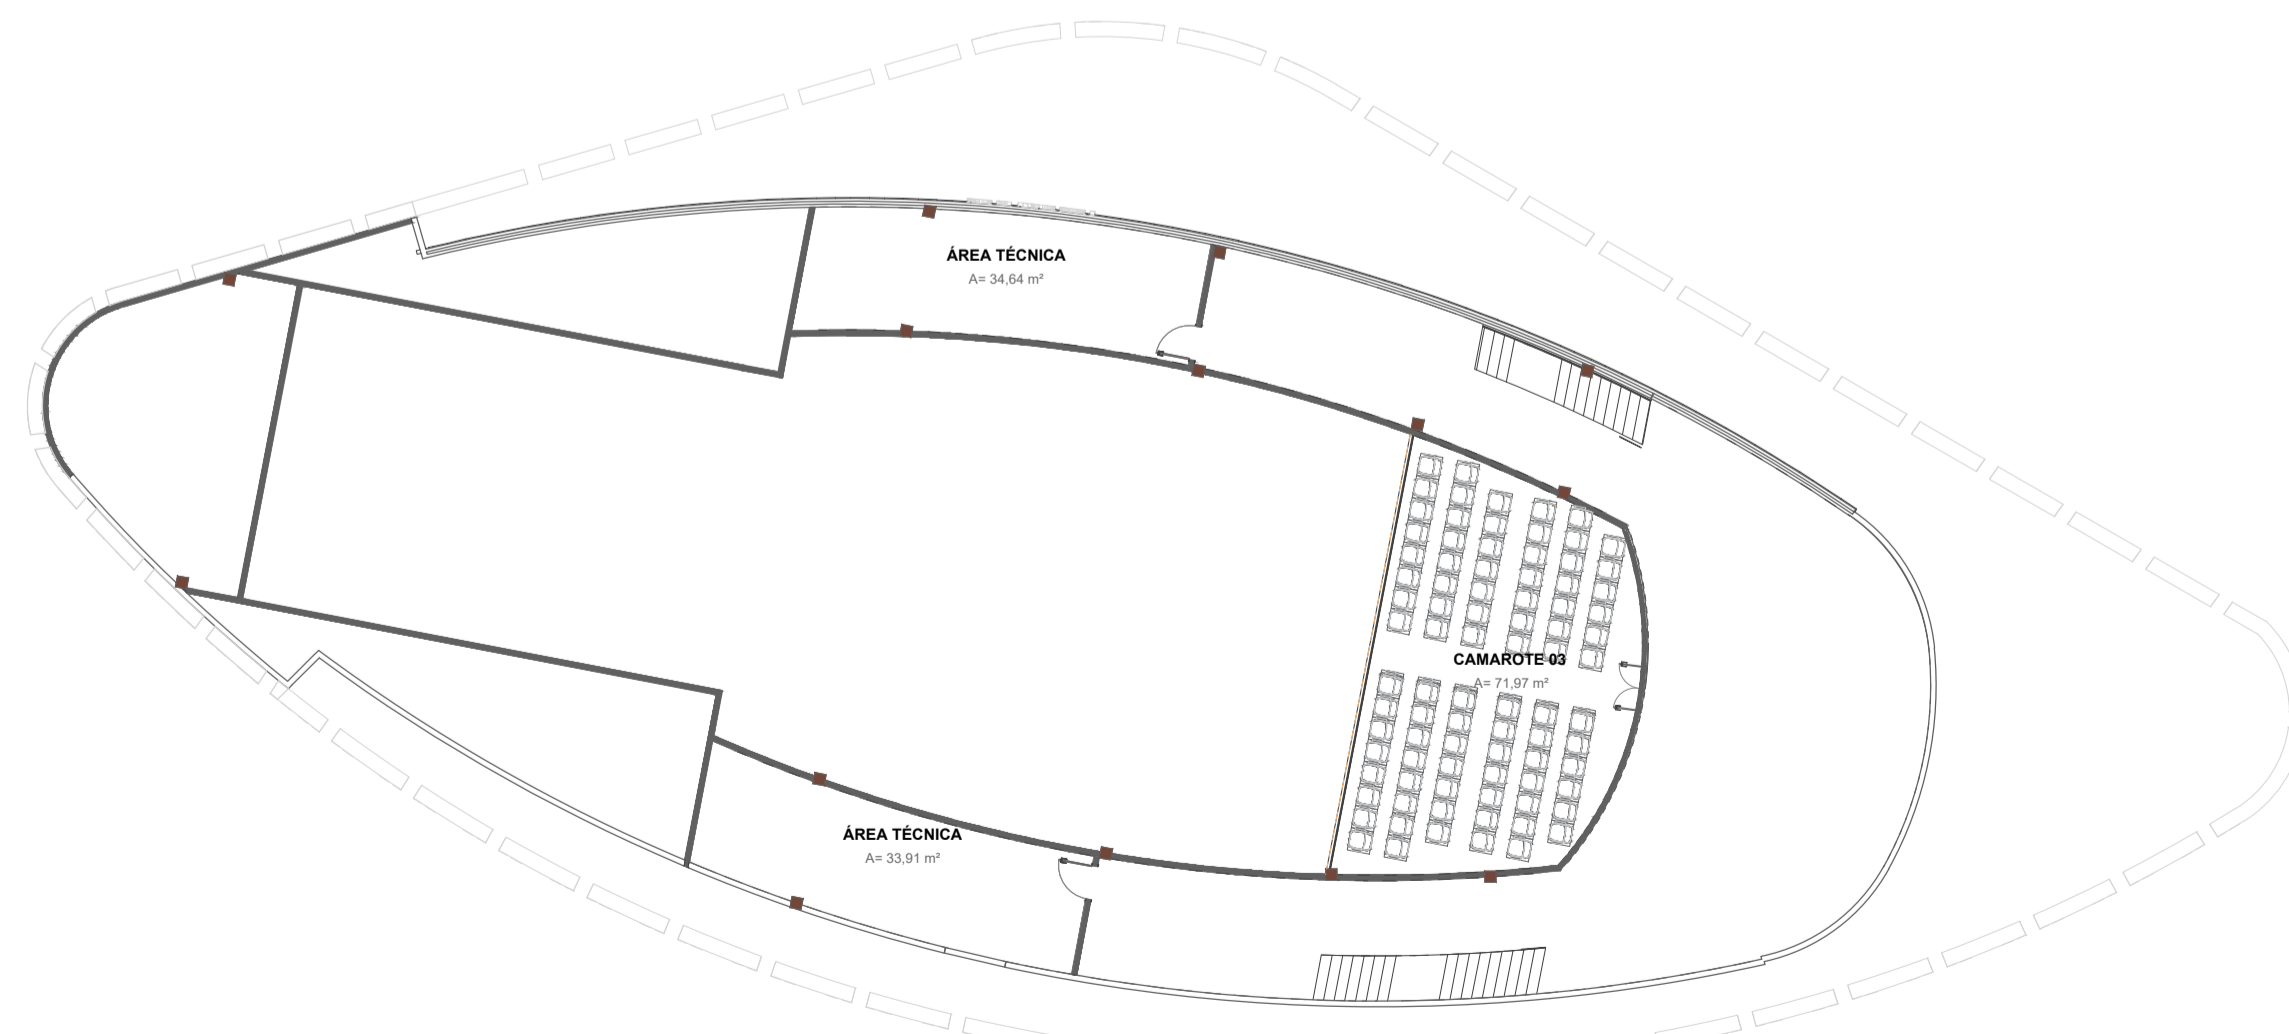 ÁREA TÉCNICA
A= 34,64 m²
CAMAROTE 03
A= 71,97 m²
ÁREA TÉCNICA
A= 33,91 m²